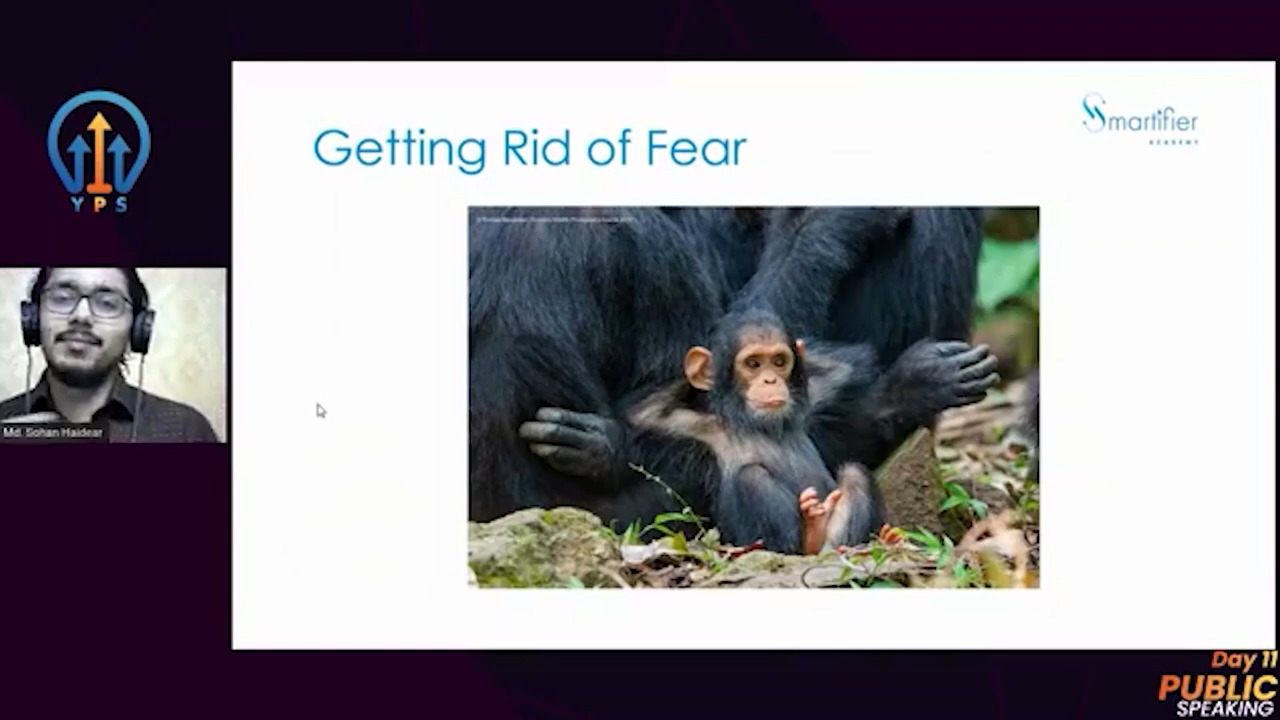 Getting Rid of Fear
Smartifier
ACADEMY
YPS
Md. Sohan Haidear
Day 11
PUBLIC
SPEAKING